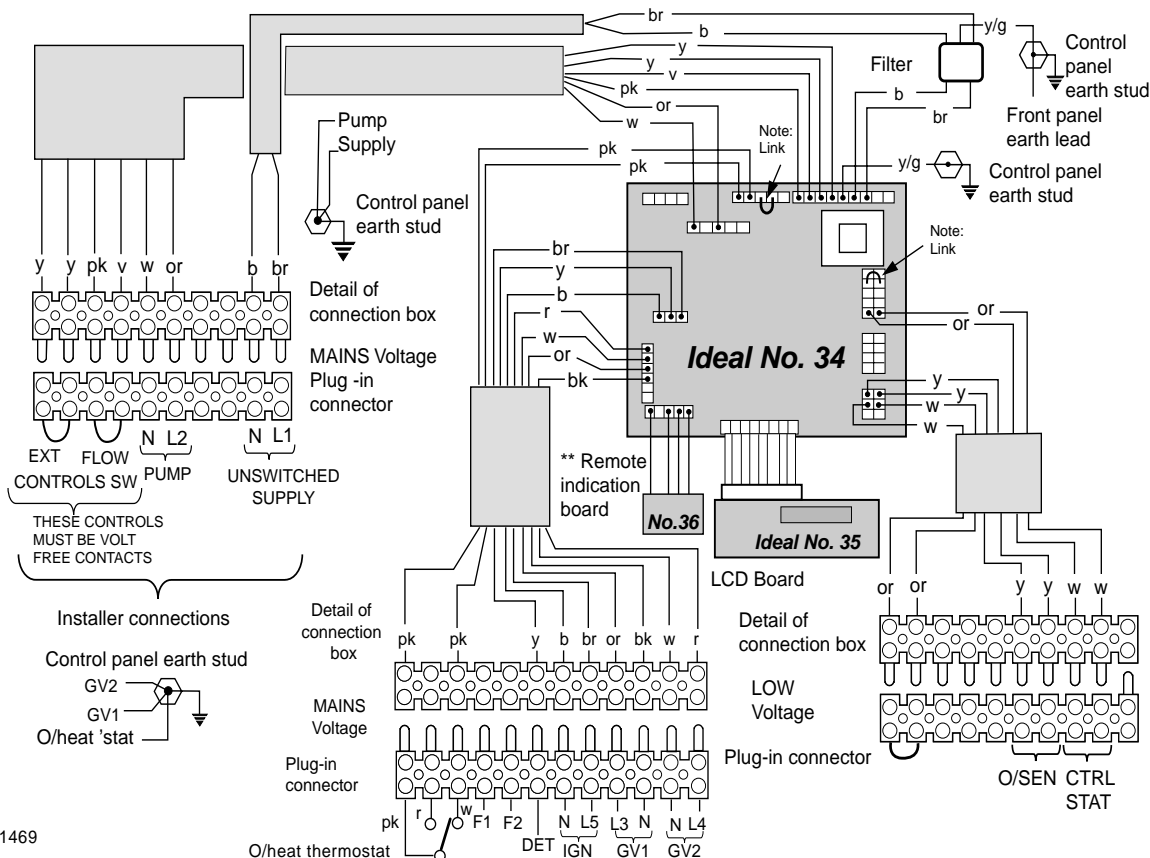 br
b
y/g
Filter
Control
panel
earth stud
Front panel
earth lead
b
br
y
y
v
pk
or
w
Pump
Supply
Control panel
earth stud
pk
pk
Note:
Link
y/g
Control panel
earth stud
Note:
Link
y y pk v w or b br
Detail of
connection box
MAINS Voltage
Plug -in
connector
EXT FLOW
CONTROLS SW
N L2
PUMP
N L1
UNSWITCHED
SUPPLY
THESE CONTROLS
MUST BE VOLT
FREE CONTACTS
Installer connections
Control panel earth stud
GV2
GV1
O/heat 'stat
br
y
b
r
w
or
bk
Ideal No. 34
or
or
y
y
w
w
** Remote
indication
board
No.36
Ideal No. 35
LCD Board
Detail of
connection
box
pk pk y b br or bk w r
MAINS
Voltage
Plug-in
connector
pk r w F1 F2 DET N L5 L3 N N L4
IGN GV1 GV2
O/heat thermostat
or or y y w w
Detail of
connection box
LOW
Voltage
Plug-in connector
O/SEN CTRL
STAT
1469